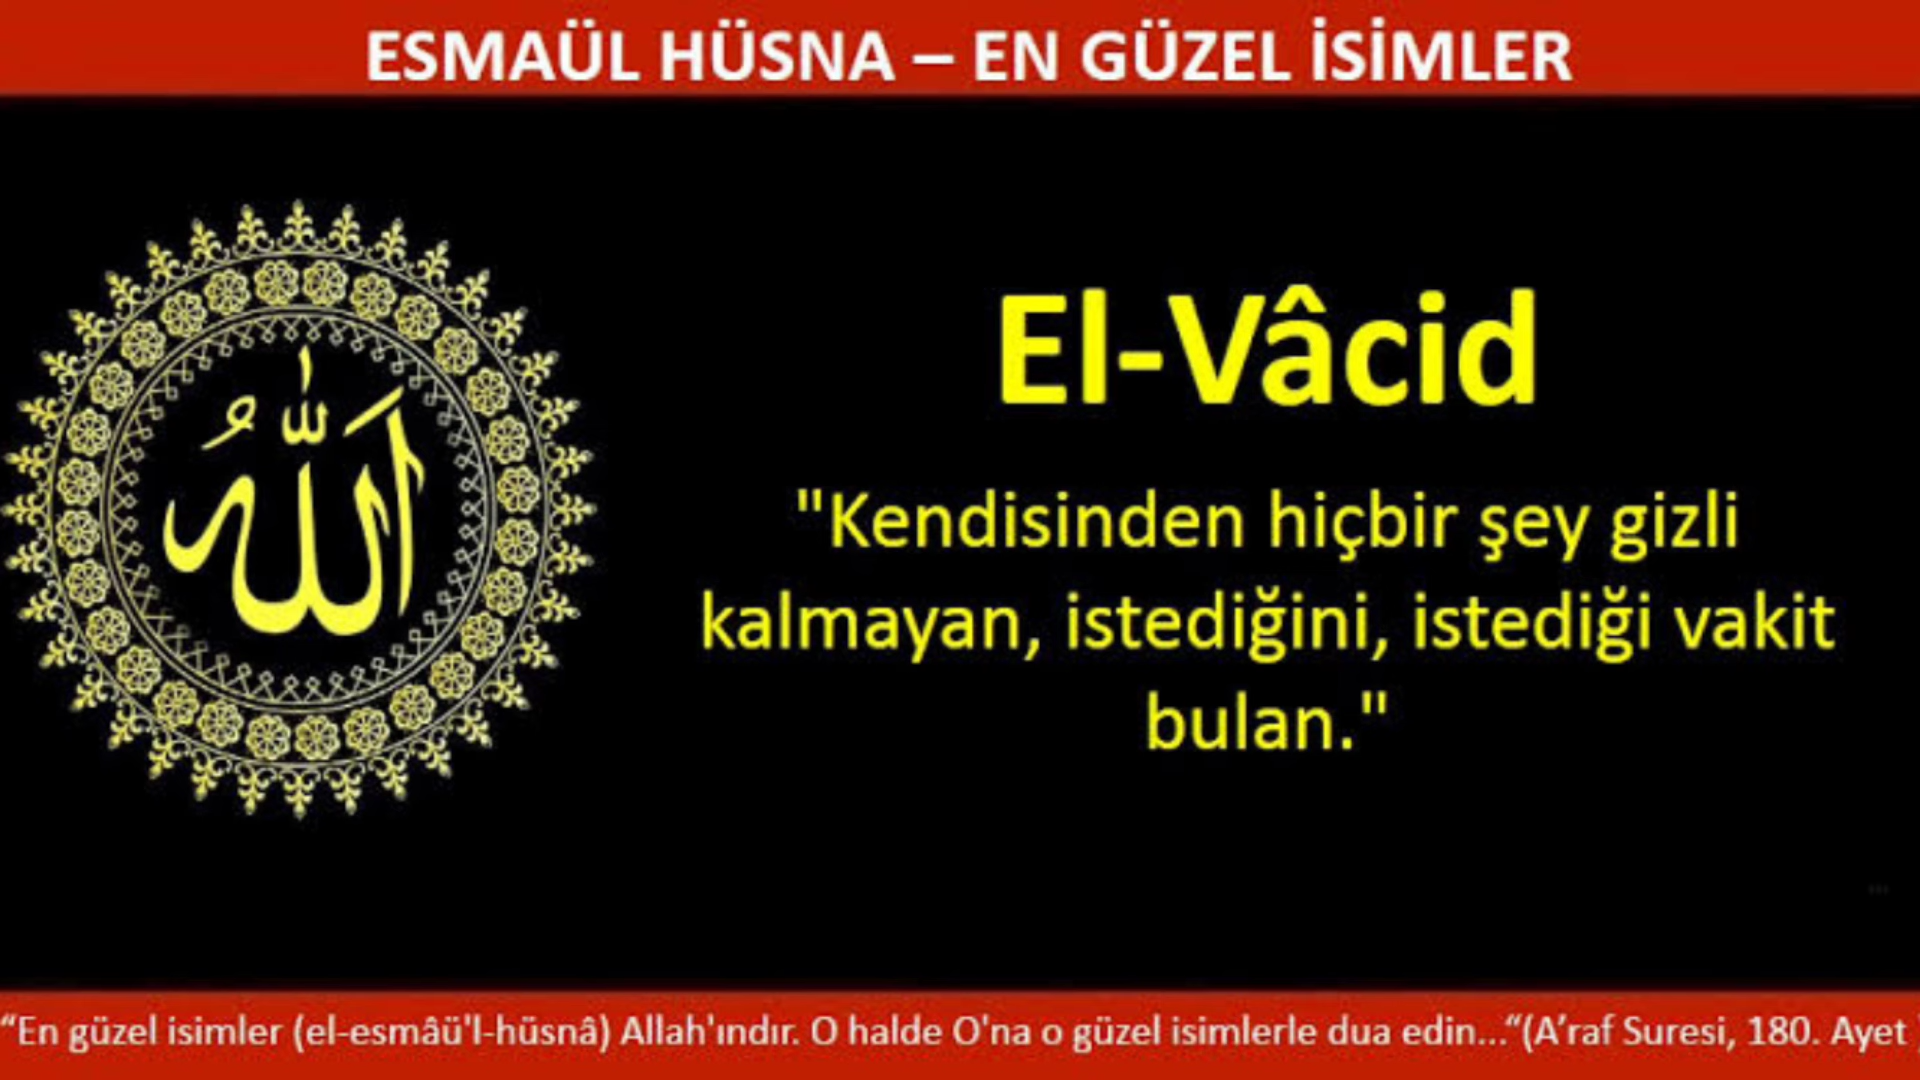 ESMAÜL HÜSNA – EN GÜZEL İSİMLER
اَللّٰهُ
El-Vâcid
"Kendisinden hiçbir şey gizli
kalmayan, istediğini, istediği vakit
bulan."
“En güzel isimler (el-esmâü'l-hüsnâ) Allah'ındır. O halde O'na o güzel isimlerle dua edin...“(A’raf Suresi, 180. Ayet )